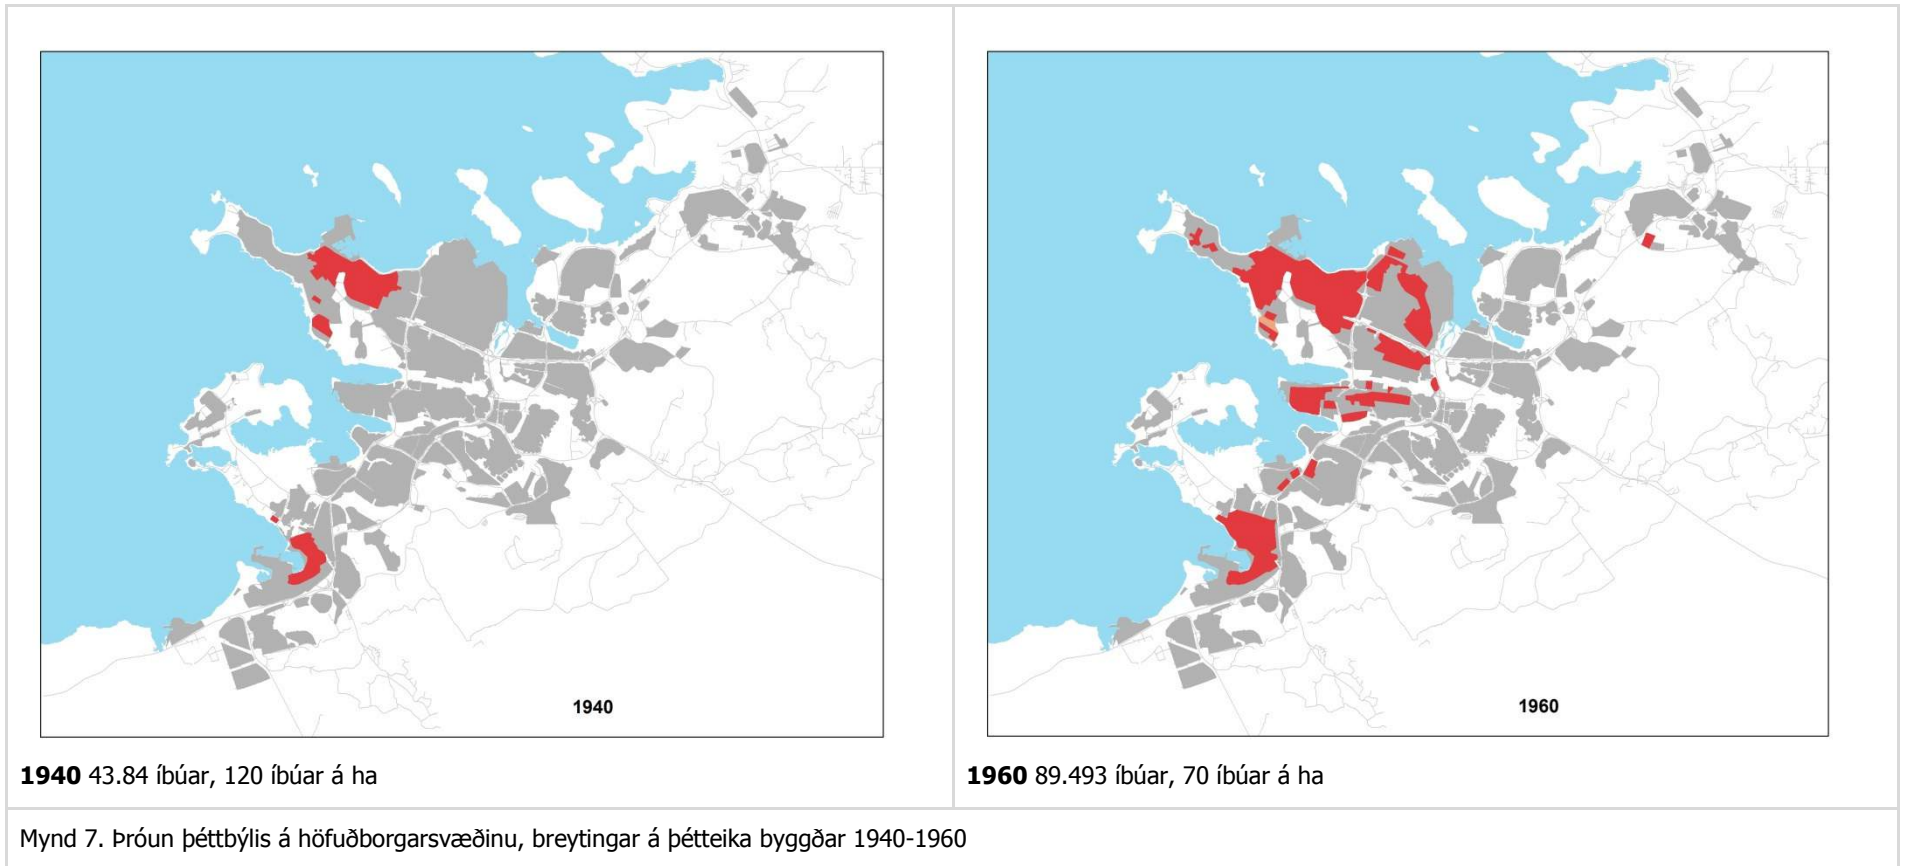 1940
1960
1940 43.84 íbúar, 120 íbúar á ha
1960 89.493 íbúar, 70 íbúar á ha
Mynd 7. Þróun þéttbýlis á höfuðborgarsvæðinu, breytingar á þétteika byggðar 1940-1960